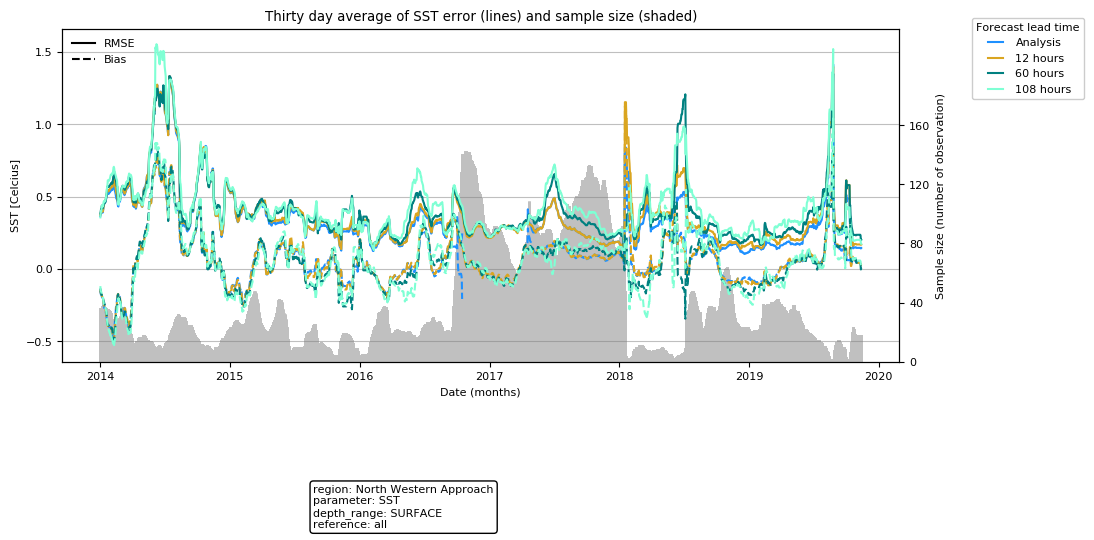 Thirty day average of SST error (lines) and sample size (shaded)
Forecast lead time
Analysis
12 hours
60 hours
108 hours
RMSE
Bias
SST [Celcius]
1.5
1.0
0.5
0.0
−0.5
Sample size (number of observation)
160
120
80
40
0
2014 2015 2016 2017 2018 2019 2020
Date (months)
region: North Western Approach
parameter: SST
depth_range: SURFACE
reference: all